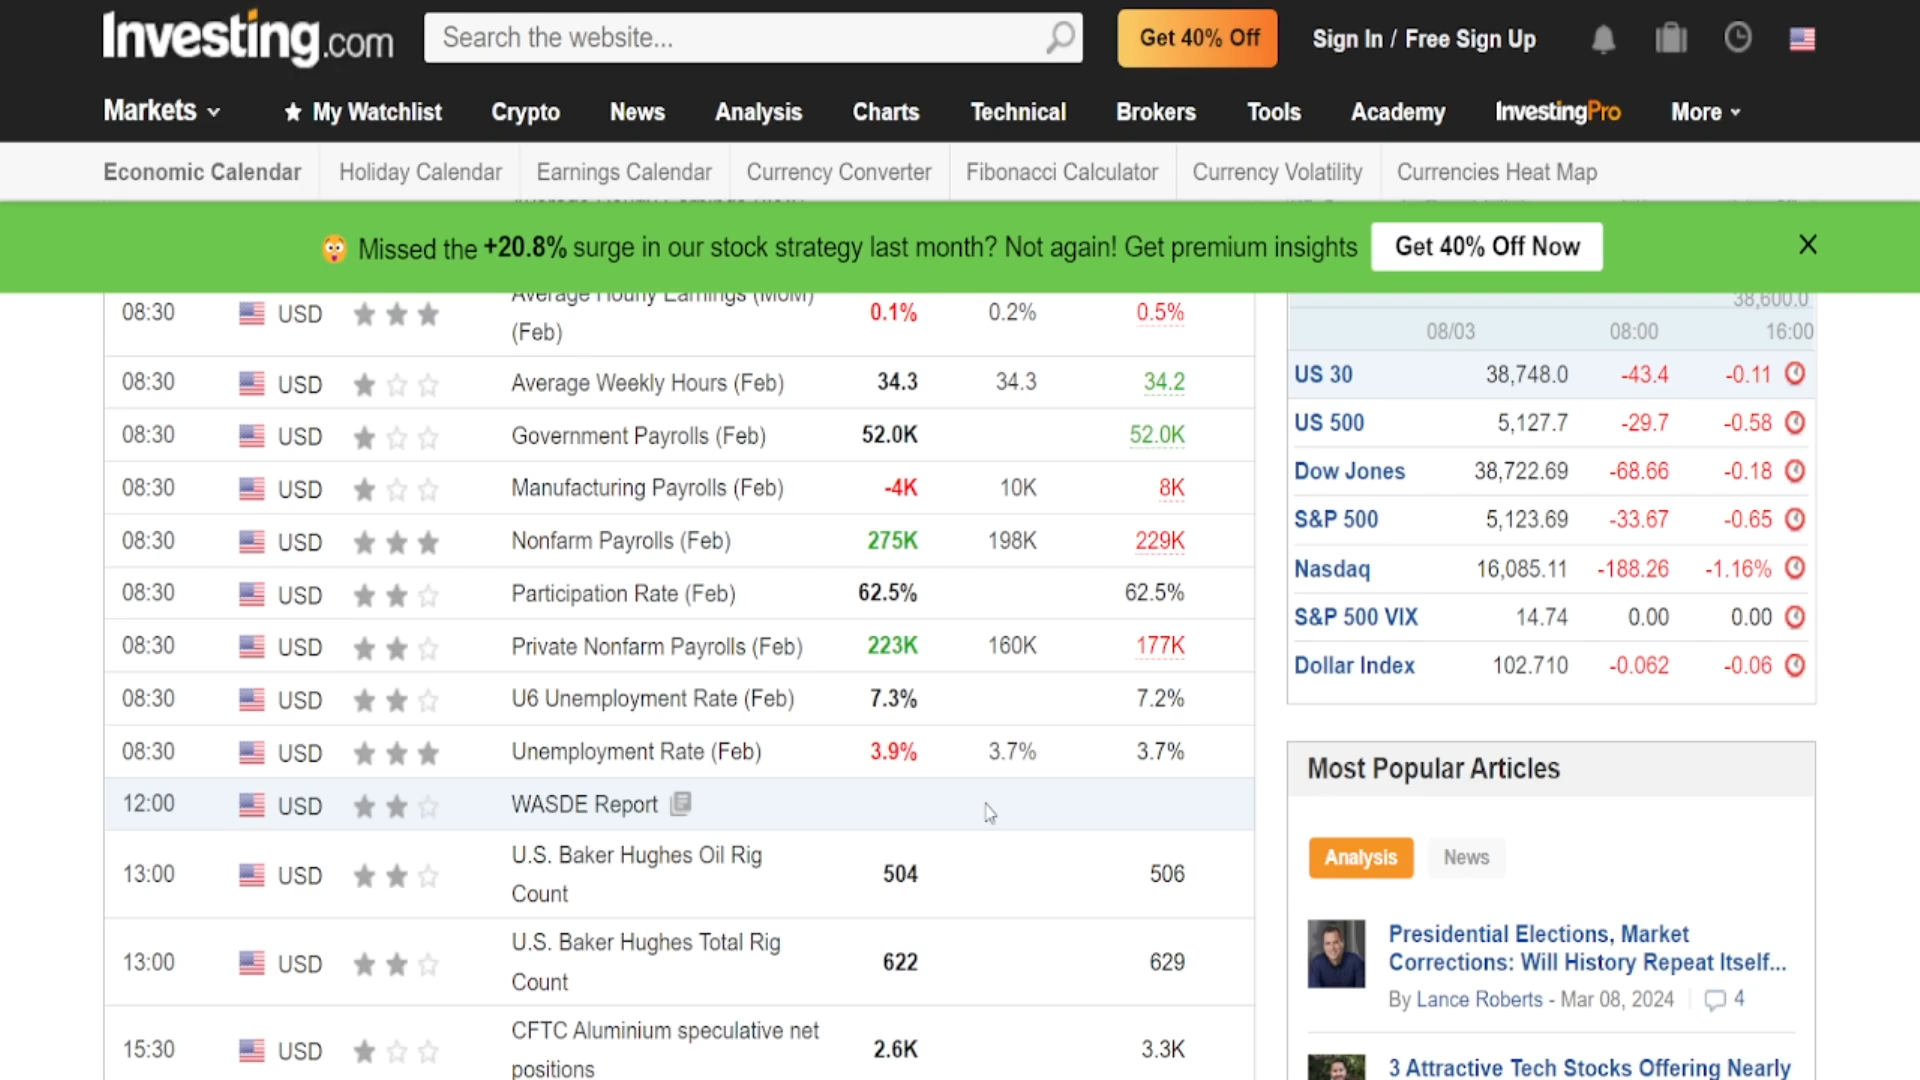 Investing.com
Search the website...
Get 40% Off
Sign In / Free Sign Up
Markets
My Watchlist
Crypto
News
Analysis
Charts
Technical
Brokers
Tools
Academy
InvestingPro
More
Economic Calendar
Holiday Calendar
Earnings Calendar
Currency Converter
Fibonacci Calculator
Currency Volatility
Currencies Heat Map
Missed the +20.8% surge in our stock strategy last month? Not again! Get premium insights
Get 40% Off Now
08:30 USD Average Hourly Earnings (MoM) (Feb) 0.1% 0.2% 0.5%
08:30 USD Average Weekly Hours (Feb) 34.3 34.3 34.2
08:30 USD Government Payrolls (Feb) 52.0K 52.0K
08:30 USD Manufacturing Payrolls (Feb) -4K 10K 8K
08:30 USD Nonfarm Payrolls (Feb) 275K 198K 229K
08:30 USD Participation Rate (Feb) 62.5% 62.5%
08:30 USD Private Nonfarm Payrolls (Feb) 223K 160K 177K
08:30 USD U6 Unemployment Rate (Feb) 7.3% 7.2%
08:30 USD Unemployment Rate (Feb) 3.9% 3.7% 3.7%
12:00 USD WASDE Report
13:00 USD U.S. Baker Hughes Oil Rig Count 504 506
13:00 USD U.S. Baker Hughes Total Rig Count 622 629
15:30 USD CFTC Aluminium speculative net positions 2.6K 3.3K
38,600.0
08/03 08:00 16:00
US 30 38,748.0 -43.4 -0.11
US 500 5,127.7 -29.7 -0.58
Dow Jones 38,722.69 -68.66 -0.18
S&P 500 5,123.69 -33.67 -0.65
Nasdaq 16,085.11 -188.26 -1.16%
S&P 500 VIX 14.74 0.00 0.00
Dollar Index 102.710 -0.062 -0.06
Most Popular Articles
Analysis
News
Presidential Elections, Market
Corrections: Will History Repeat Itself...
By Lance Roberts - Mar 08, 2024 4
3 Attractive Tech Stocks Offering Nearly